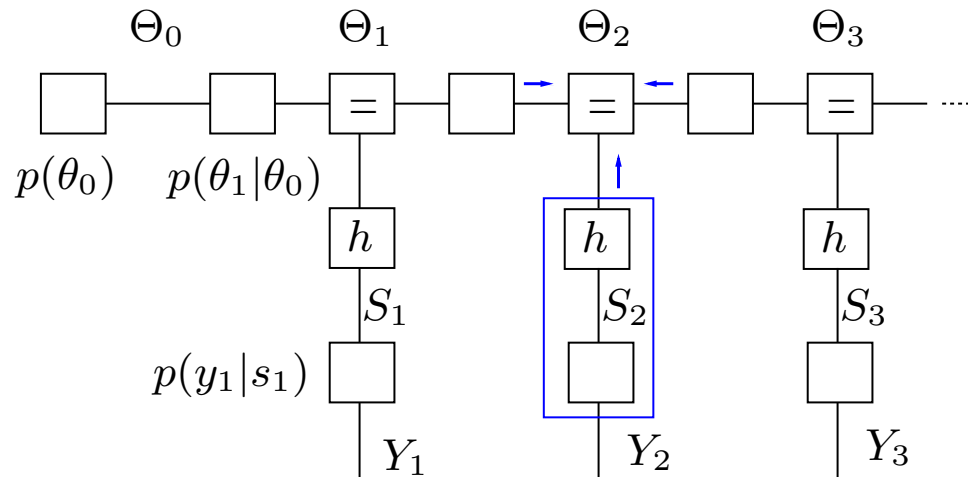 Θ₀ Θ₁ Θ₂ Θ₃
= = =
p(θ₀) p(θ₁|θ₀)
h h h
S₁ S₂ S₃
p(y₁|s₁)
Y₁ Y₂ Y₃